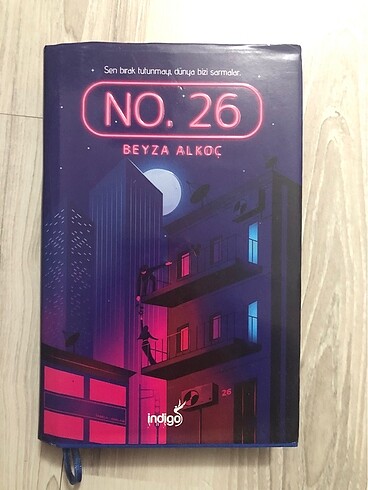 Sen bırak tutunmayı, dünya bizi sarmalar.
NO. 26
BEYZA ALKOÇ
26
indigo